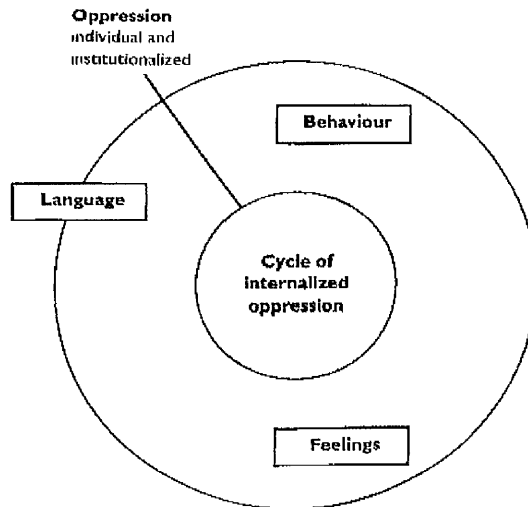 Oppression
individual and
institutionalized
Behaviour
Language
Cycle of
internalized
oppression
Feelings